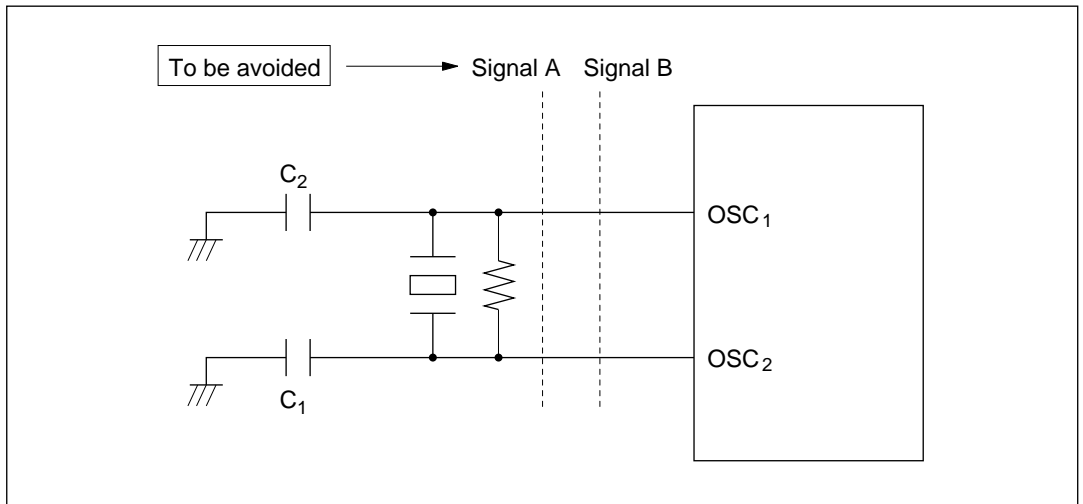 To be avoided
Signal A Signal B
C2
OSC1
OSC2
C1